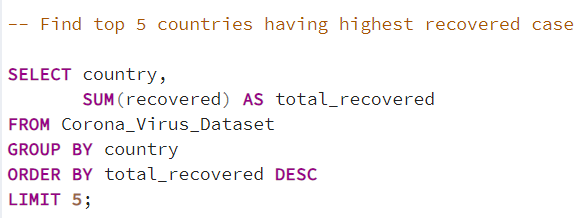 -- Find top 5 countries having highest recovered case
SELECT country,
SUM(recovered) AS total_recovered
FROM Corona_Virus_Dataset
GROUP BY country
ORDER BY total_recovered DESC
LIMIT 5;